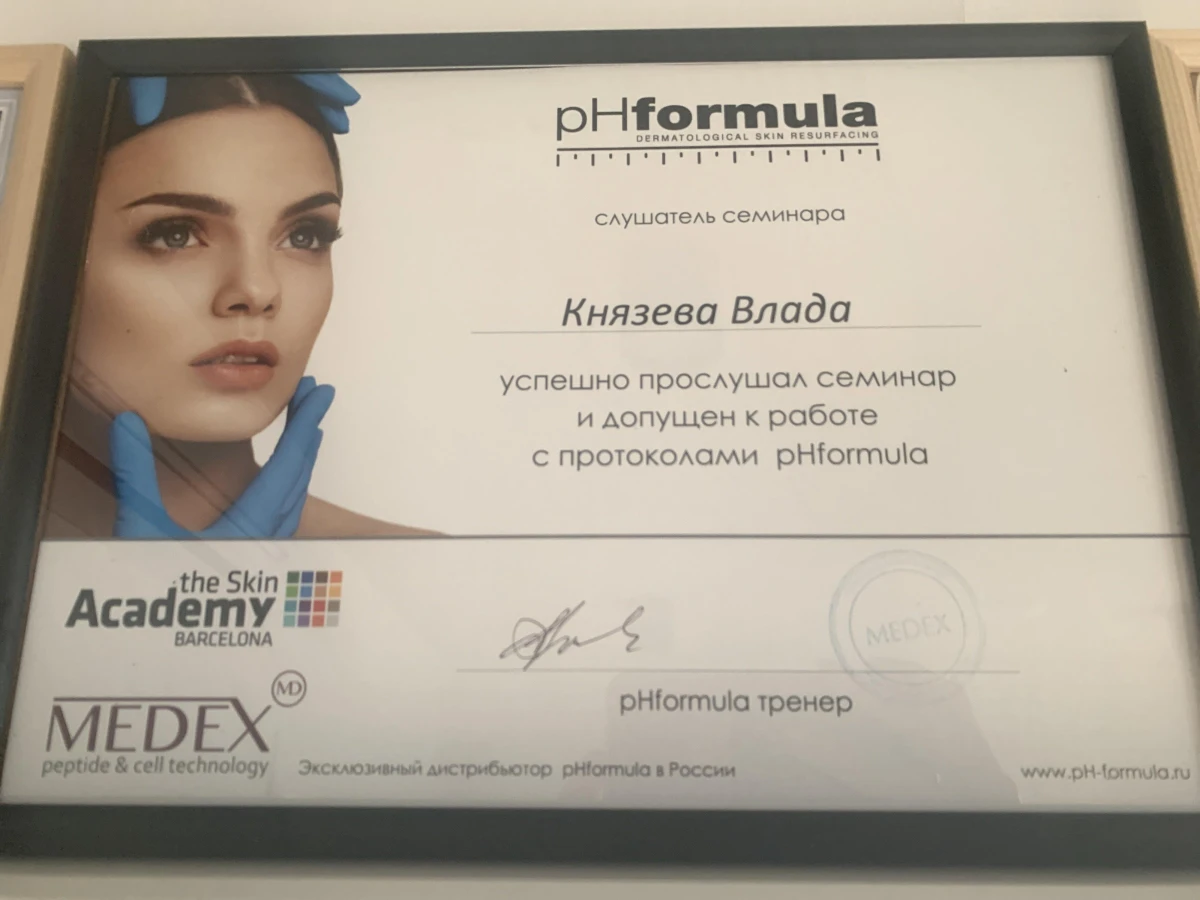 pHformula
DERMATOLOGICAL SKIN RESURFACING
слушатель семинара
Князева Влада
успешно прослушал семинар
и допущен к работе
с протоколами pHformula
the Skin
Academy
BARCELONA
MEDEX
pHformula тренер
MD
MEDEX
peptide & cell technology
Эксклюзивный дистрибьютор pHformula в России
www.pH-formula.ru